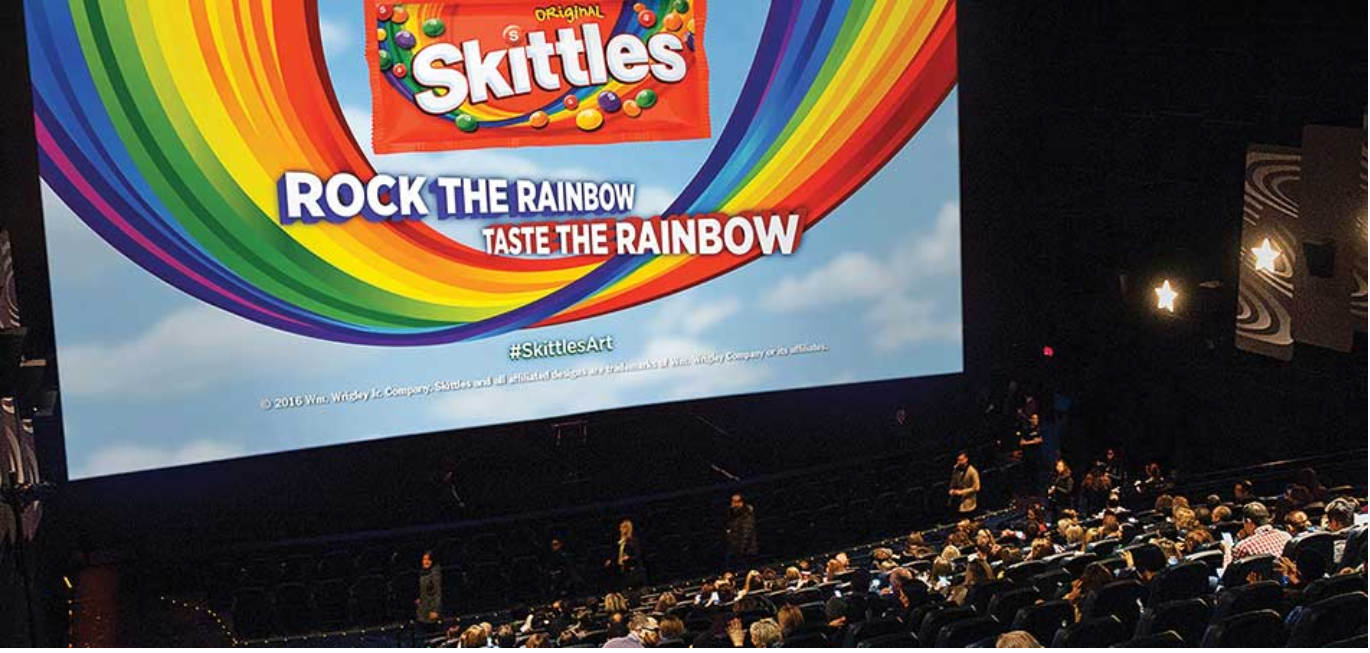 ORiGiNAL
Skittles
ROCK THE RAINBOW
TASTE THE RAINBOW
#SkittlesArt
© 2016 Wm. Wrigley Jr. Company. Skittles and all affiliated designs are trademarks of Wm. Wrigley Company or its affiliates.